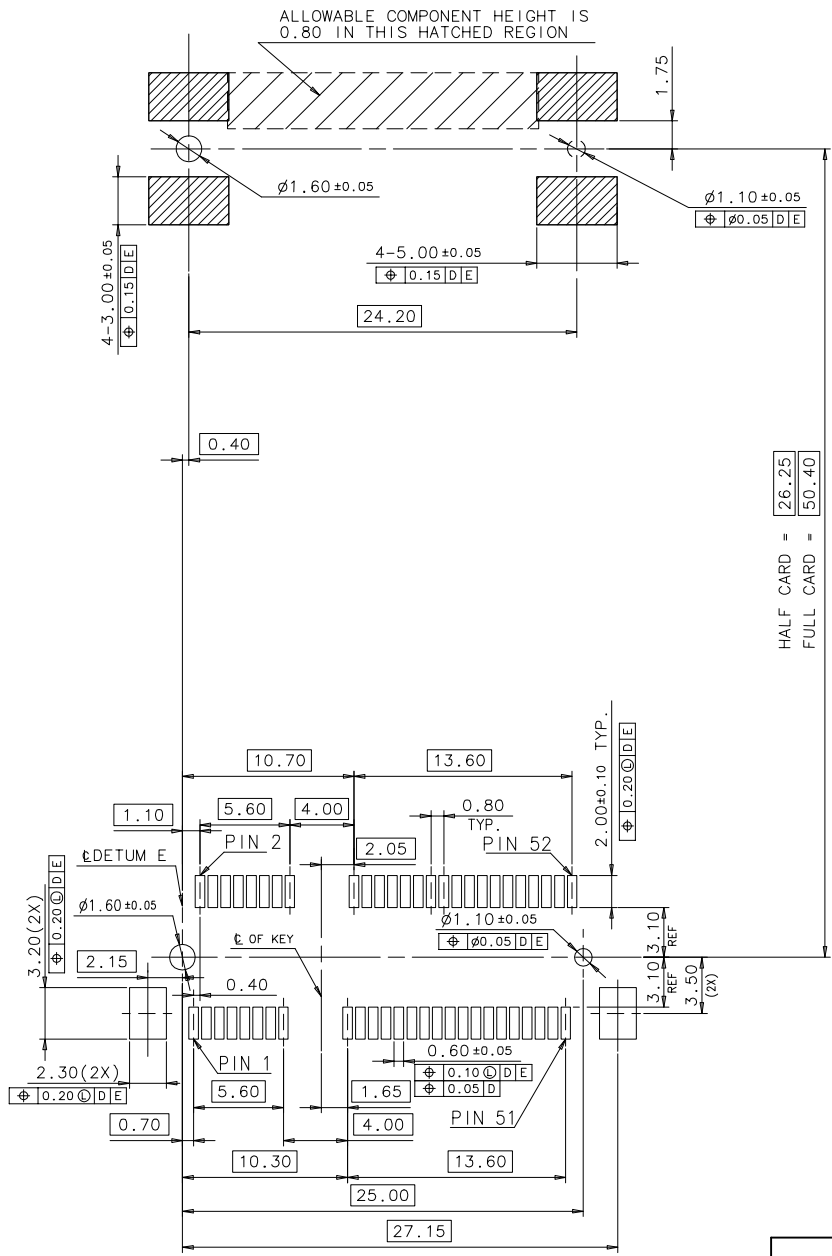 ALLOWABLE COMPONENT HEIGHT IS
0.80 IN THIS HATCHED REGION
1.75
Ø1.60±0.05
Ø1.10±0.05
⌖ Ø0.05 D E
4-3.00±0.05
⌖ 0.15 D E
4-5.00±0.05
⌖ 0.15 D E
24.20
0.40
HALF CARD = 26.25
FULL CARD = 50.40
10.70
13.60
2.00±0.10 TYP.
⌖ 0.20 Ⓛ D E
1.10
5.60
4.00
0.80
TYP.
PIN 2
2.05
PIN 52
℄DETUM E
3.20(2X)
⌖ 0.20 Ⓛ D E
Ø1.60±0.05
Ø1.10±0.05
⌖ Ø0.05 D E
3.10
REF
℄ OF KEY
2.15
0.40
3.10
REF
3.50
(2X)
2.30(2X)
⌖ 0.20 Ⓛ D E
PIN 1
0.60±0.05
⌖ 0.10 Ⓛ D E
⌖ 0.05 D
5.60
1.65
PIN 51
0.70
4.00
10.30
13.60
25.00
27.15